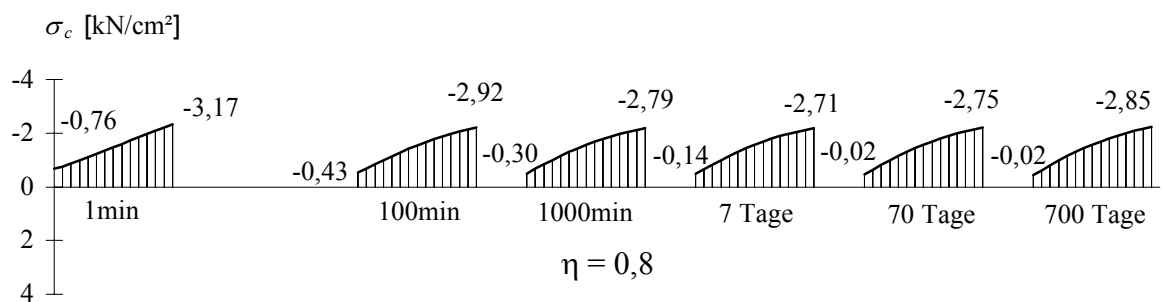 σc [kN/cm²]
-4
-2
0
2
4
-0,76
-3,17
1min
-0,43
-2,92
100min
-0,30
-2,79
1000min
-0,14
-2,71
7 Tage
-0,02
-2,75
70 Tage
-0,02
-2,85
700 Tage
η = 0,8